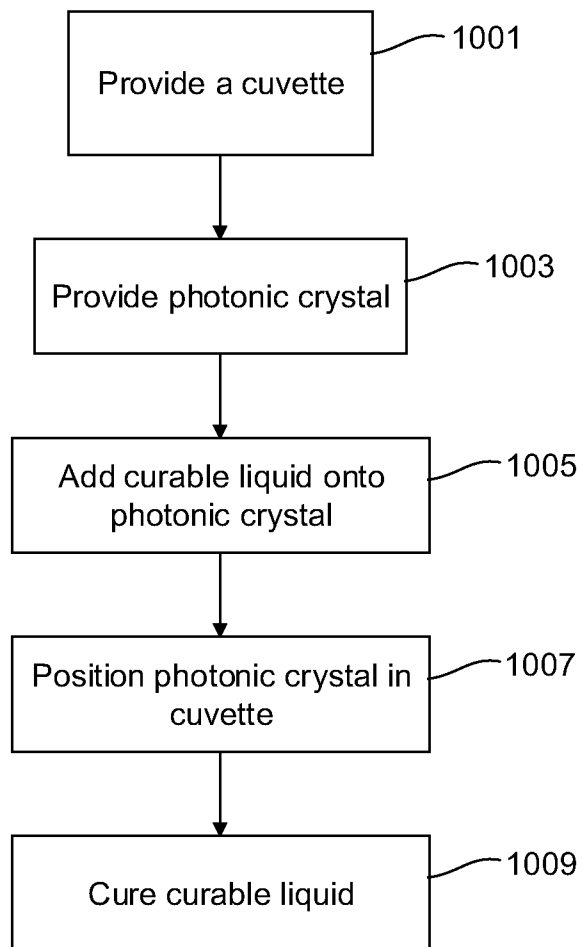 1001
Provide a cuvette
1003
Provide photonic crystal
1005
Add curable liquid onto
photonic crystal
1007
Position photonic crystal in
cuvette
1009
Cure curable liquid